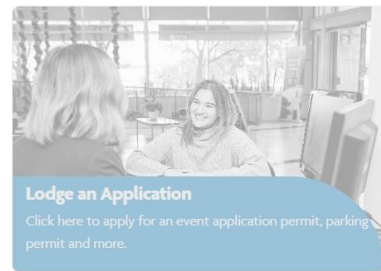 Lodge an Application
Click here to apply for an event application permit, parking
permit and more.